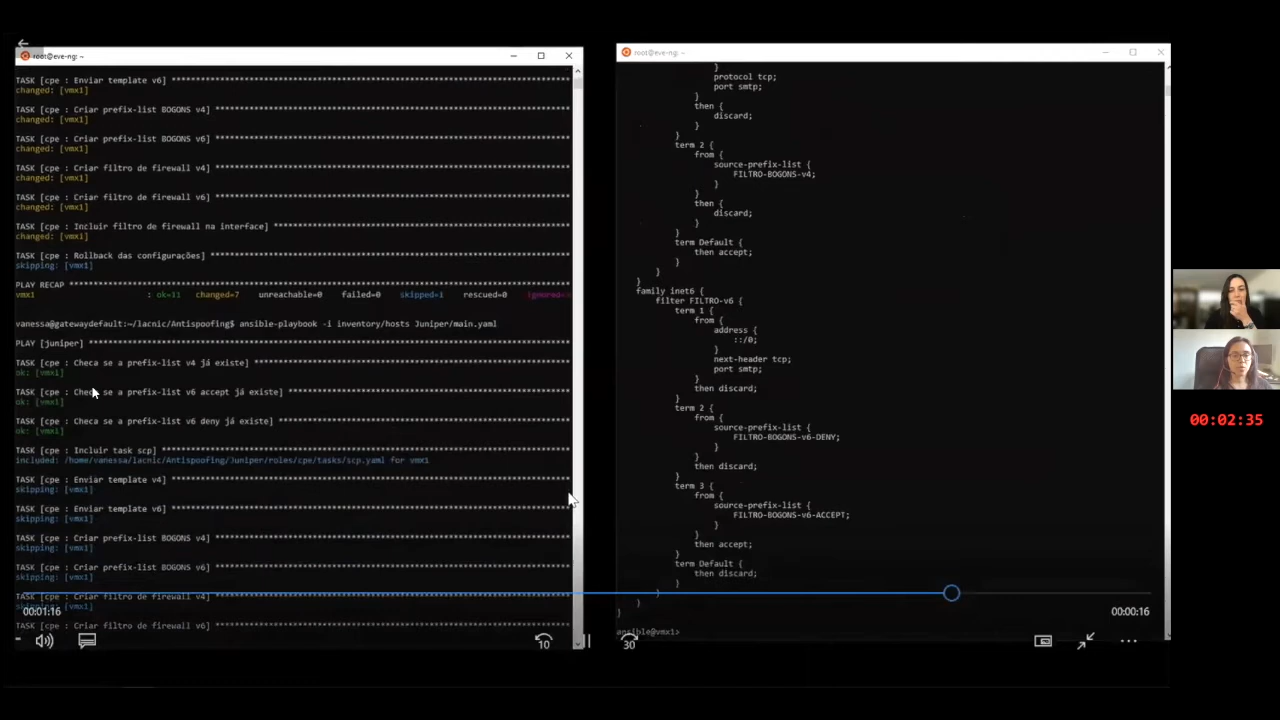 root@eve-ng: ~
TASK [cpe : Enviar template v6] ****************************************************************************
changed: [vmx1]
TASK [cpe : Criar prefix-list BOGONS v4] *******************************************************************
changed: [vmx1]
TASK [cpe : Criar prefix-list BOGONS v6] *******************************************************************
changed: [vmx1]
TASK [cpe : Criar filtro de firewall v4] *******************************************************************
changed: [vmx1]
TASK [cpe : Criar filtro de firewall v6] *******************************************************************
changed: [vmx1]
TASK [cpe : Incluir filtro de firewall na interface] *******************************************************
changed: [vmx1]
TASK [cpe : Rollback das configurações] ********************************************************************
skipping: [vmx1]
PLAY RECAP *************************************************************************************************
vmx1 : ok=11 changed=7 unreachable=0 failed=0 skipped=1 rescued=0
vanessa@gatewaydefault:~/lacnic/Antispoofing$ ansible-playbook -i inventory/hosts Juniper/main.yaml
PLAY [juniper] *********************************************************************************************
TASK [cpe : Checa se a prefix-list v4 já existe] ***********************************************************
ok: [vmx1]
TASK [cpe : Checa se a prefix-list v6 accept já existe] ****************************************************
ok: [vmx1]
TASK [cpe : Checa se a prefix-list v6 deny já existe] ******************************************************
ok: [vmx1]
TASK [cpe : Incluir task scp] ******************************************************************************
included: /home/vanessa/lacnic/Antispoofing/Juniper/roles/cpe/tasks/scp.yaml for vmx1
TASK [cpe : Enviar template v4] ****************************************************************************
skipping: [vmx1]
TASK [cpe : Enviar template v6] ****************************************************************************
skipping: [vmx1]
TASK [cpe : Criar prefix-list BOGONS v4] *******************************************************************
skipping: [vmx1]
TASK [cpe : Criar prefix-list BOGONS v6] *******************************************************************
skipping: [vmx1]
TASK [cpe : Criar filtro de firewall v4] *******************************************************************
skipping: [vmx1]
TASK [cpe : Criar filtro de firewall v6] *******************************************************************
root@eve-ng: ~
}
protocol tcp;
port smtp;
}
then {
discard;
}
}
term 2 {
from {
source-prefix-list {
FILTRO-BOGONS-v4;
}
}
then {
discard;
}
}
term Default {
then accept;
}
}
}
family inet6 {
filter FILTRO-v6 {
term 1 {
from {
address {
::/0;
}
next-header tcp;
port smtp;
}
then discard;
}
term 2 {
from {
source-prefix-list {
FILTRO-BOGONS-v6-DENY;
}
}
then discard;
}
term 3 {
from {
source-prefix-list {
FILTRO-BOGONS-v6-ACCEPT;
}
}
then accept;
}
term Default {
then discard;
}
}
}
}
ansible@vmx1>
00:01:16
00:00:16
10
30
00:02:35